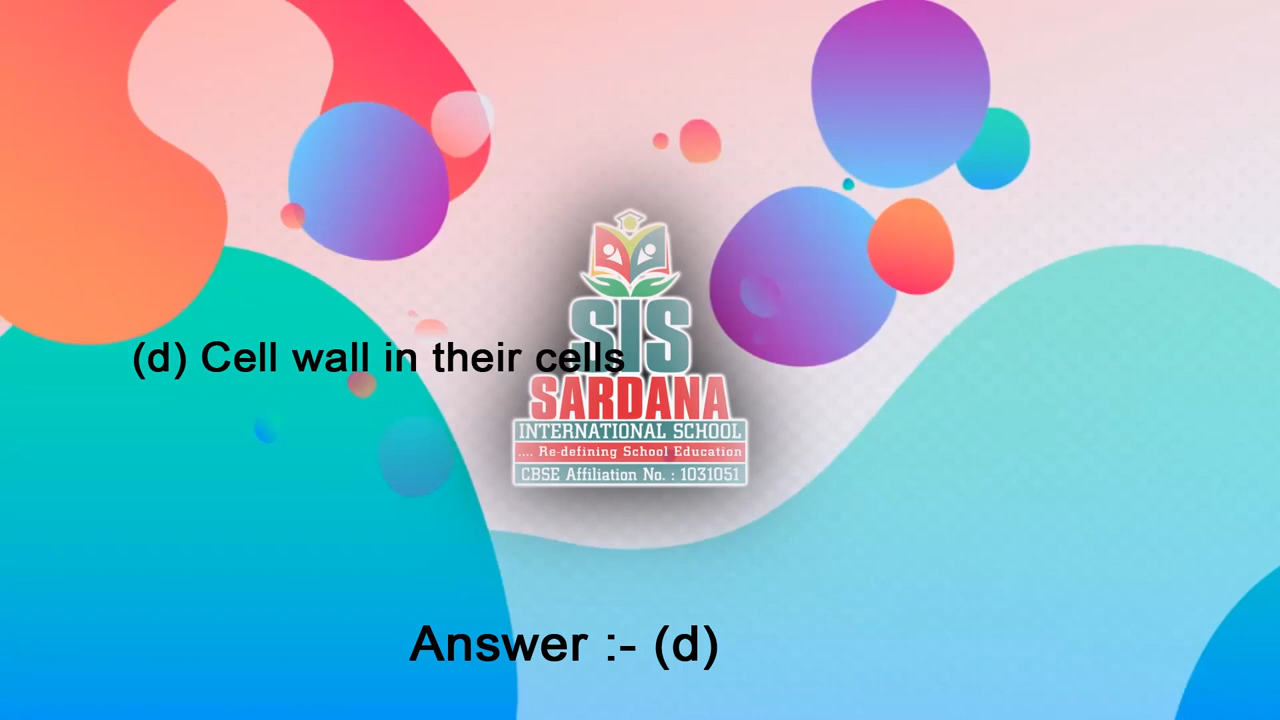 (d) Cell wall in their cells
SIS
SARDANA
INTERNATIONAL SCHOOL
.... Re-defining School Education
CBSE Affiliation No. : 1031051
Answer :- (d)